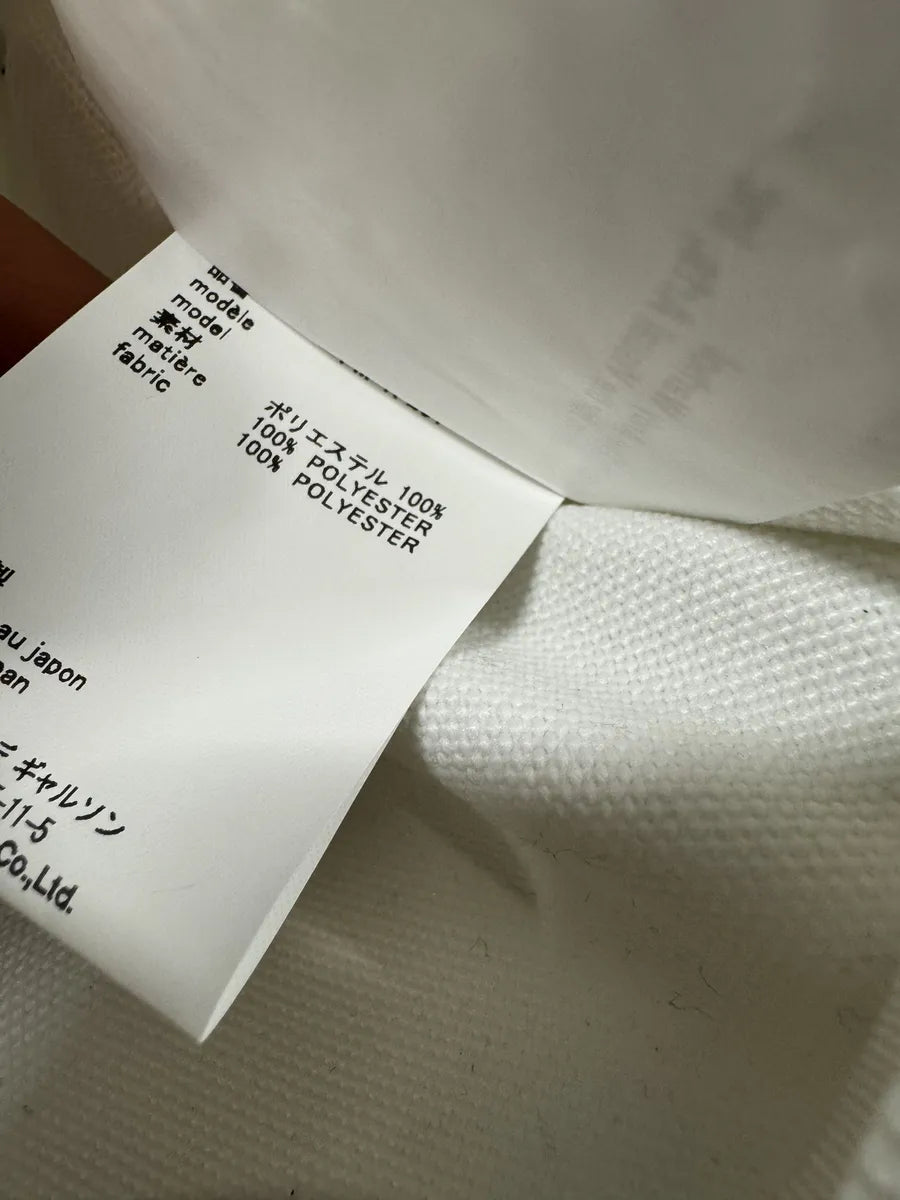 modèle
model
素材
matière
fabric
ポリエステル 100%
100% POLYESTER
100% POLYESTER
製
au japon
pan
ギャルソン
-11-5
Co.,Ltd.